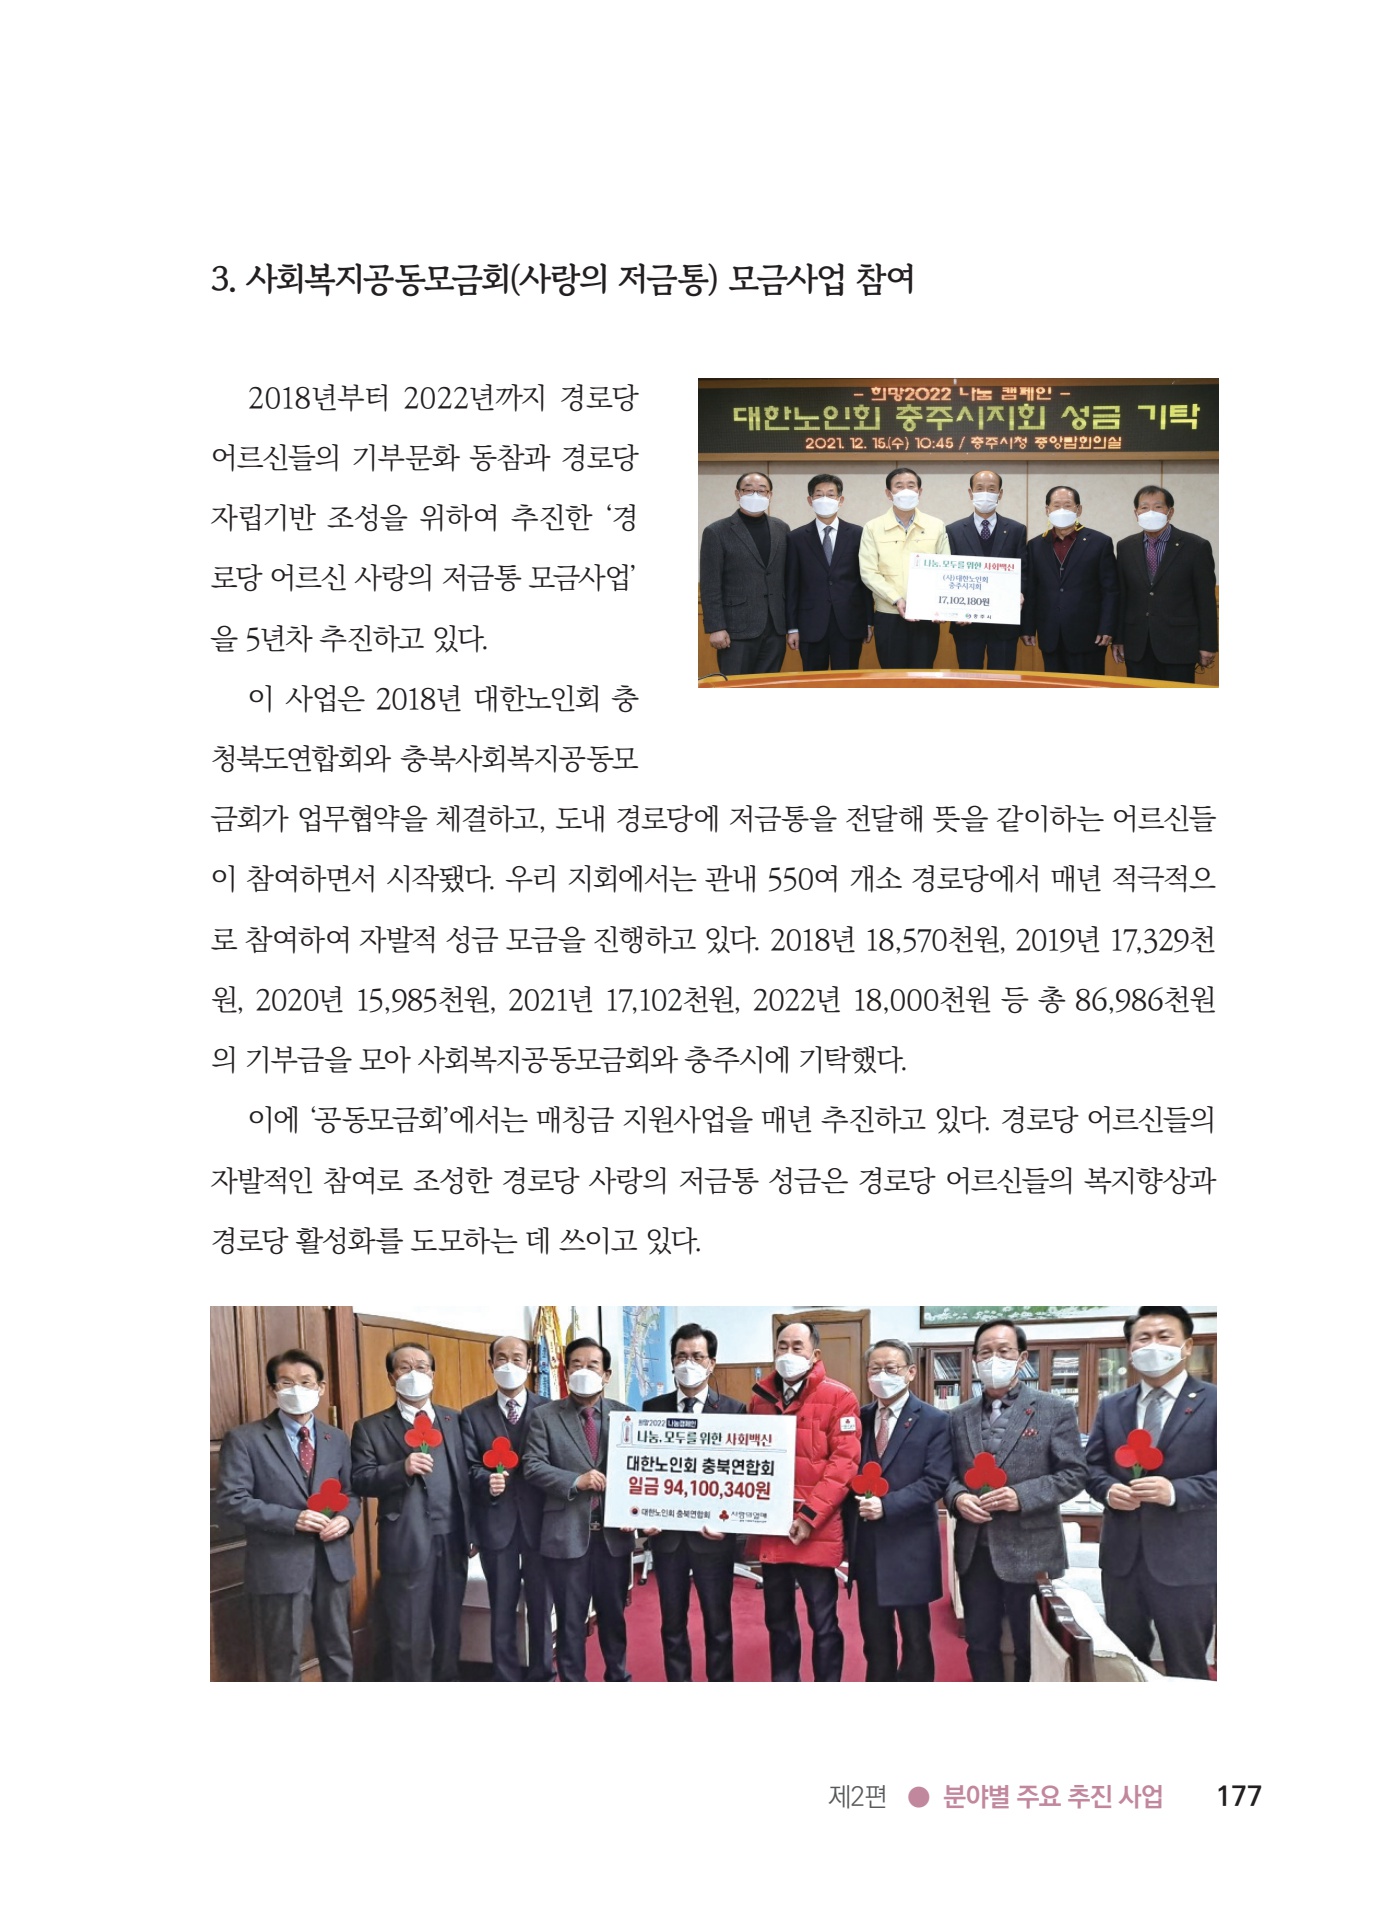 3. 사회복지공동모금회(사랑의 저금통) 모금사업 참여
2018년부터 2022년까지 경로당
어르신들의 기부문화 동참과 경로당
자립기반 조성을 위하여 추진한 ‘경
로당 어르신 사랑의 저금통 모금사업’
을 5년차 추진하고 있다.
이 사업은 2018년 대한노인회 충
청북도연합회와 충북사회복지공동모
금회가 업무협약을 체결하고, 도내 경로당에 저금통을 전달해 뜻을 같이하는 어르신들
이 참여하면서 시작됐다. 우리 지회에서는 관내 550여 개소 경로당에서 매년 적극적으
로 참여하여 자발적 성금 모금을 진행하고 있다. 2018년 18,570천원, 2019년 17,329천
원, 2020년 15,985천원, 2021년 17,102천원, 2022년 18,000천원 등 총 86,986천원
의 기부금을 모아 사회복지공동모금회와 충주시에 기탁했다.
이에 ‘공동모금회’에서는 매칭금 지원사업을 매년 추진하고 있다. 경로당 어르신들의
자발적인 참여로 조성한 경로당 사랑의 저금통 성금은 경로당 어르신들의 복지향상과
경로당 활성화를 도모하는 데 쓰이고 있다.
- 희망2022 나눔 캠페인 -
대한노인회 충주시지회 성금 기탁
2021. 12. 15.(수) 10:45 / 충주시청 중앙탑회의실
나눔, 모두를 위한 사회백신
(사)대한노인회
충주시지회
17,102,180원
충주시
희망2022 나눔캠페인
나눔, 모두를 위한 사회백신
대한노인회 충북연합회
일금 94,100,340원
대한노인회 충북연합회 사랑의열매
제2편 ● 분야별 주요 추진 사업 177